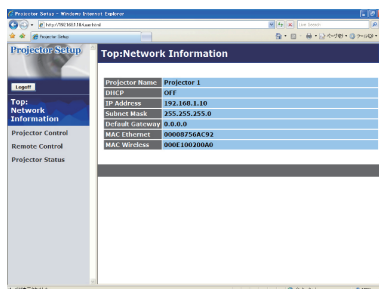 Projector Setup - Windows Internet Explorer
Live Search
Projector Setup
Projector Setup
Logoff
Top:
Network
Information
Projector Control
Remote Control
Projector Status
Top:Network Information
Projector Name Projector 1
DHCP OFF
IP Address 192.168.1.10
Subnet Mask 255.255.255.0
Default Gateway 0.0.0.0
MAC Ethernet 00008756AC92
MAC Wireless 000E100200A0